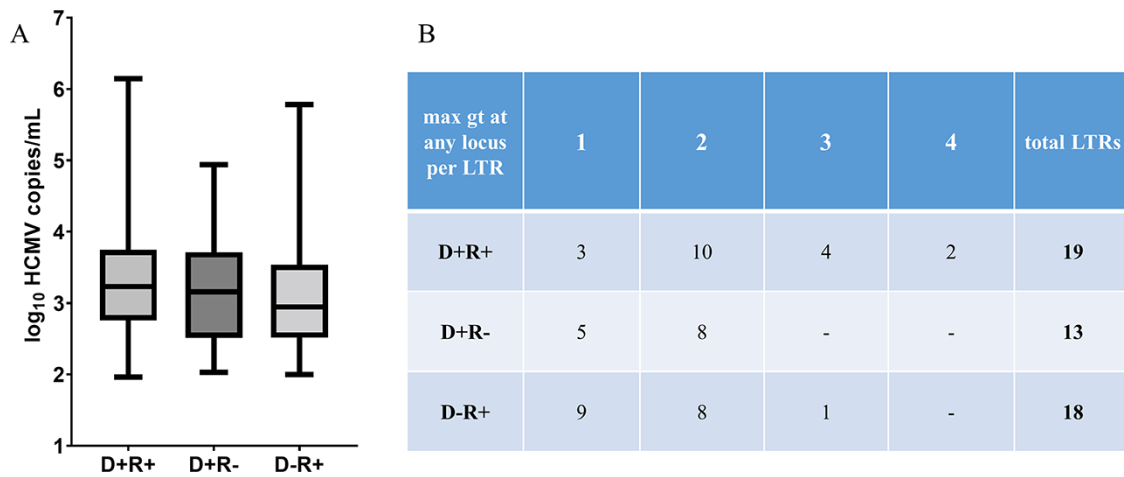 A
log10 HCMV copies/mL
7
6
5
4
3
2
1
D+R+ D+R- D-R+
B
max gt at
any locus
per LTR
1 2 3 4 total LTRs
D+R+ 3 10 4 2 19
D+R- 5 8 - - 13
D-R+ 9 8 1 - 18